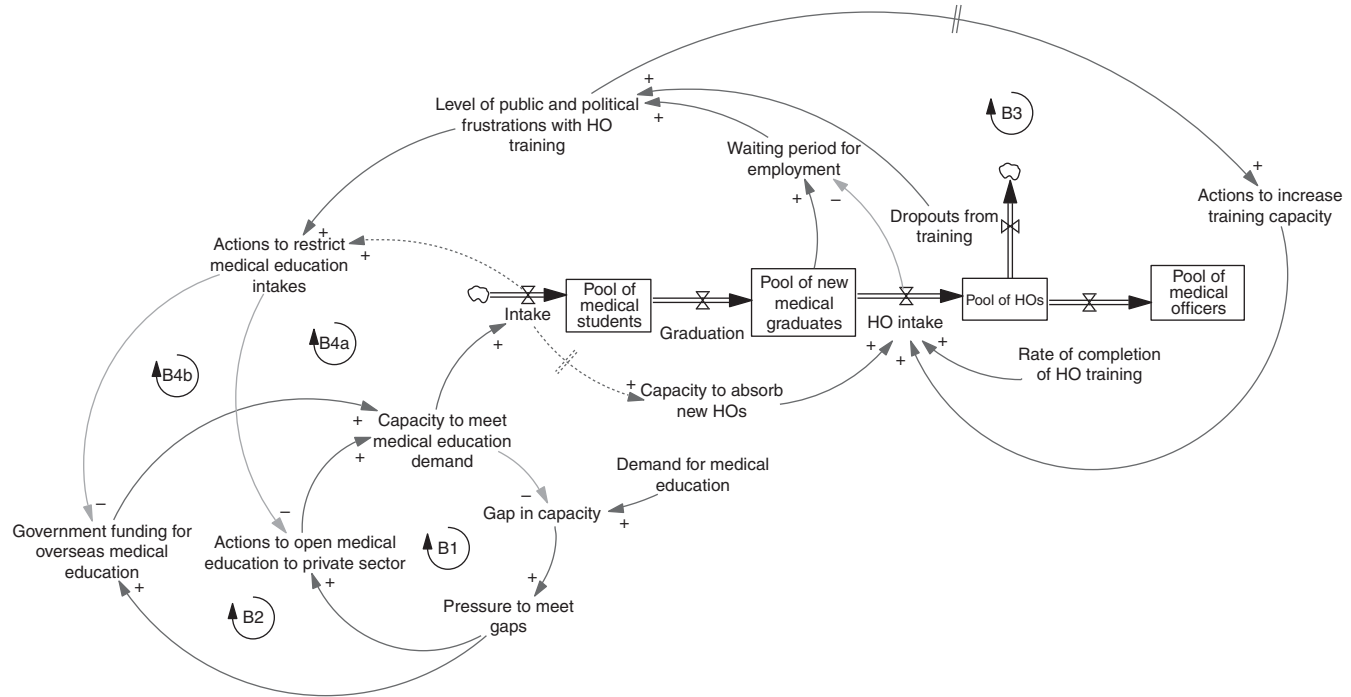 Level of public and political
frustrations with HO
training
+
+
B3
Waiting period for
employment
+
−
Dropouts from
training
+
Actions to increase
training capacity
Actions to restrict
medical education
intakes
+
+
Intake
Pool of
medical
students
Graduation
Pool of new
medical
graduates
HO intake
Pool of HOs
Pool of
medical
officers
+
+
+
+
Rate of completion
of HO training
B4a
B4b
+
Capacity to absorb
new HOs
+
+
Capacity to meet
medical education
demand
Demand for medical
education
−
Gap in capacity
+
−
−
Government funding for
overseas medical
education
+
Actions to open medical
education to private sector
+
B1
+
Pressure to meet
gaps
B2